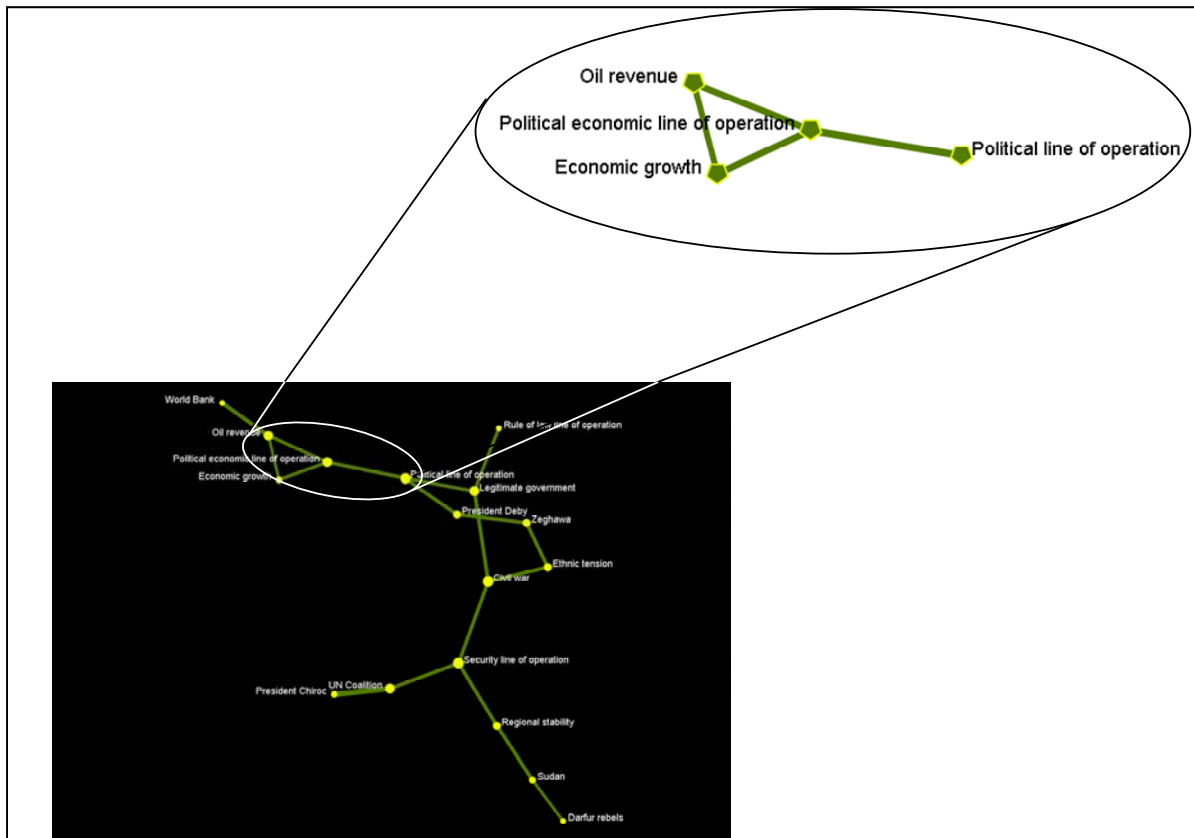 Oil revenue
Political economic line of operation
Political line of operation
Economic growth
World Bank
Oil revenue
Rule of law line of operation
Political economic line of operation
Economic growth
Political line of operation
Legitimate government
President Deby
Zeghawa
Ethnic tension
Civil war
Security line of operation
UN Coalition
President Chiroc
Regional stability
Sudan
Darfur rebels